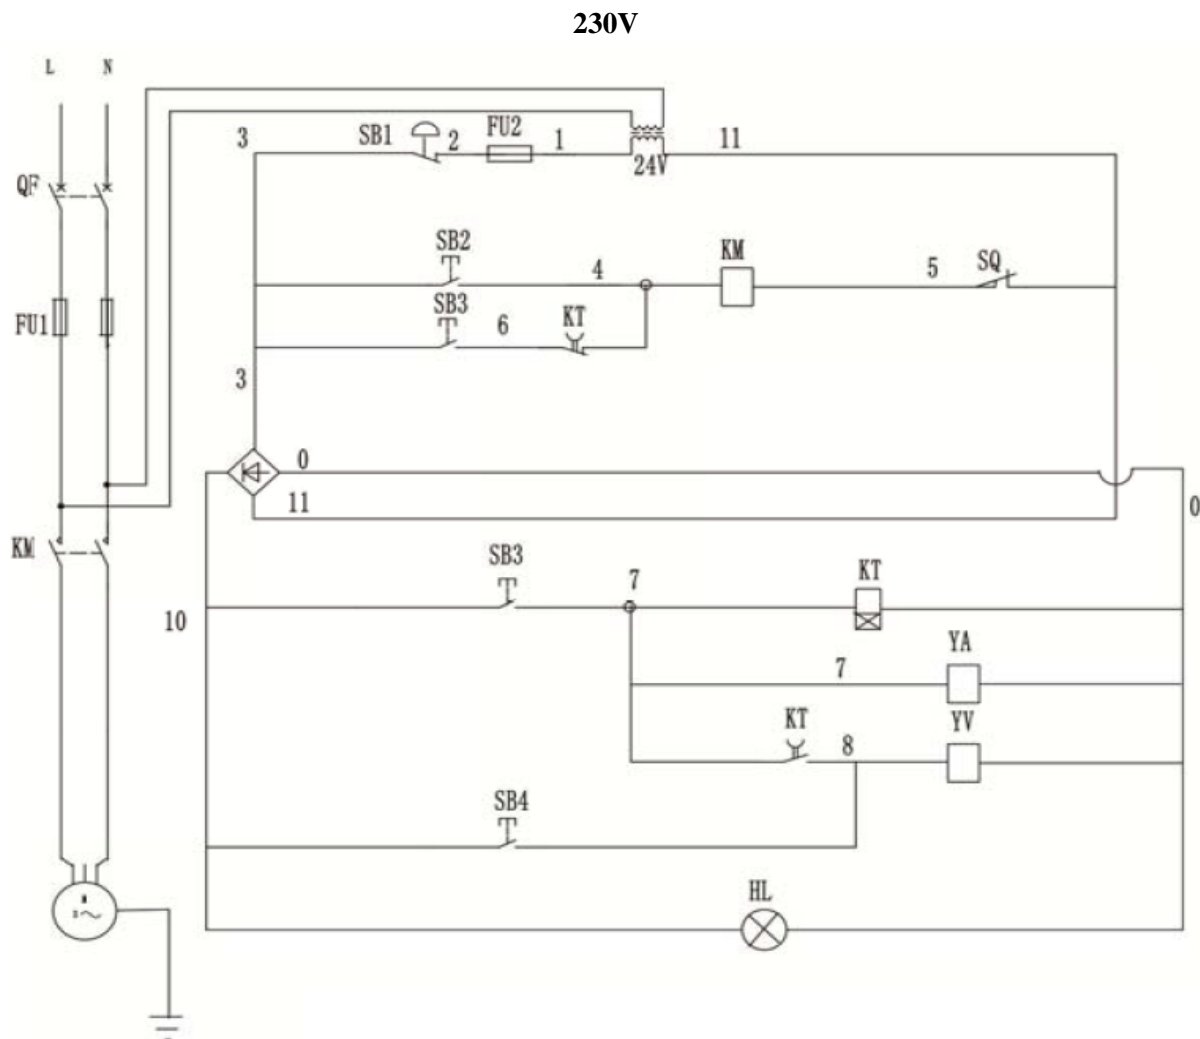 230V
L N
3 SB1 2 FU2 1 11
24V
QF
SB2
4 KM 5 SQ
SB3
6 KT
FU1
3
0
11
0
KM
SB3
7 KT
10
YA
7
KT YV
8
SB4
HL